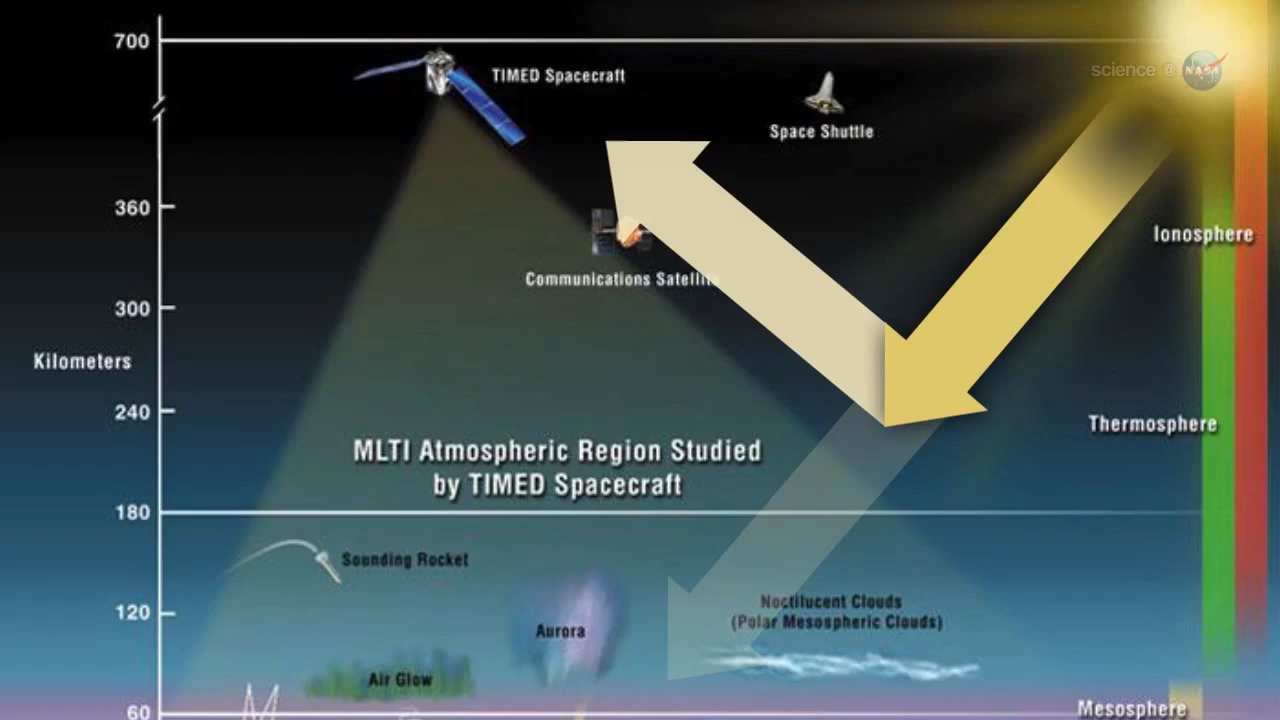 700
TIMED Spacecraft
science @ NASA
Space Shuttle
360
Ionosphere
Communications Satellite
300
Kilometers
240
Thermosphere
MLTI Atmospheric Region Studied
by TIMED Spacecraft
180
Sounding Rocket
120
Noctilucent Clouds
(Polar Mesospheric Clouds)
Aurora
Air Glow
60
Mesosphere